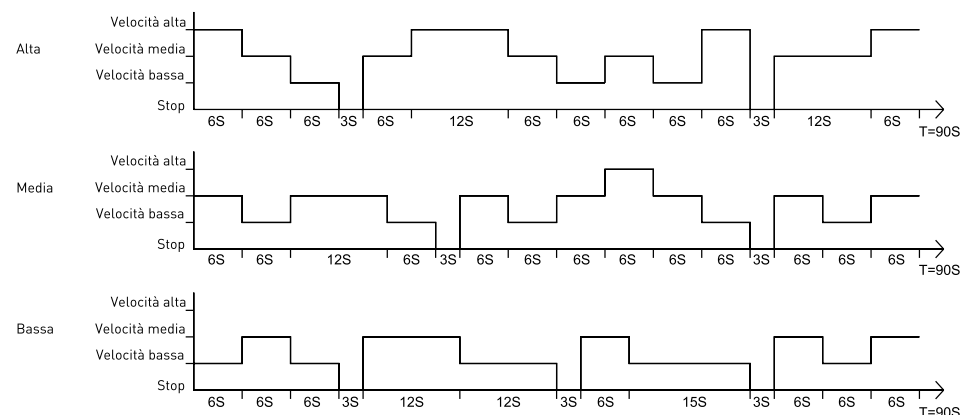 Alta
Velocità alta
Velocità media
Velocità bassa
Stop
6S 6S 6S 3S 6S 12S 6S 6S 6S 6S 6S 3S 12S 6S
T=90S
Media
Velocità alta
Velocità media
Velocità bassa
Stop
6S 6S 12S 6S 3S 6S 6S 6S 6S 6S 6S 3S 6S 6S 6S
T=90S
Bassa
Velocità alta
Velocità media
Velocità bassa
Stop
6S 6S 6S 3S 12S 12S 3S 6S 15S 3S 6S 6S 6S
T=90S